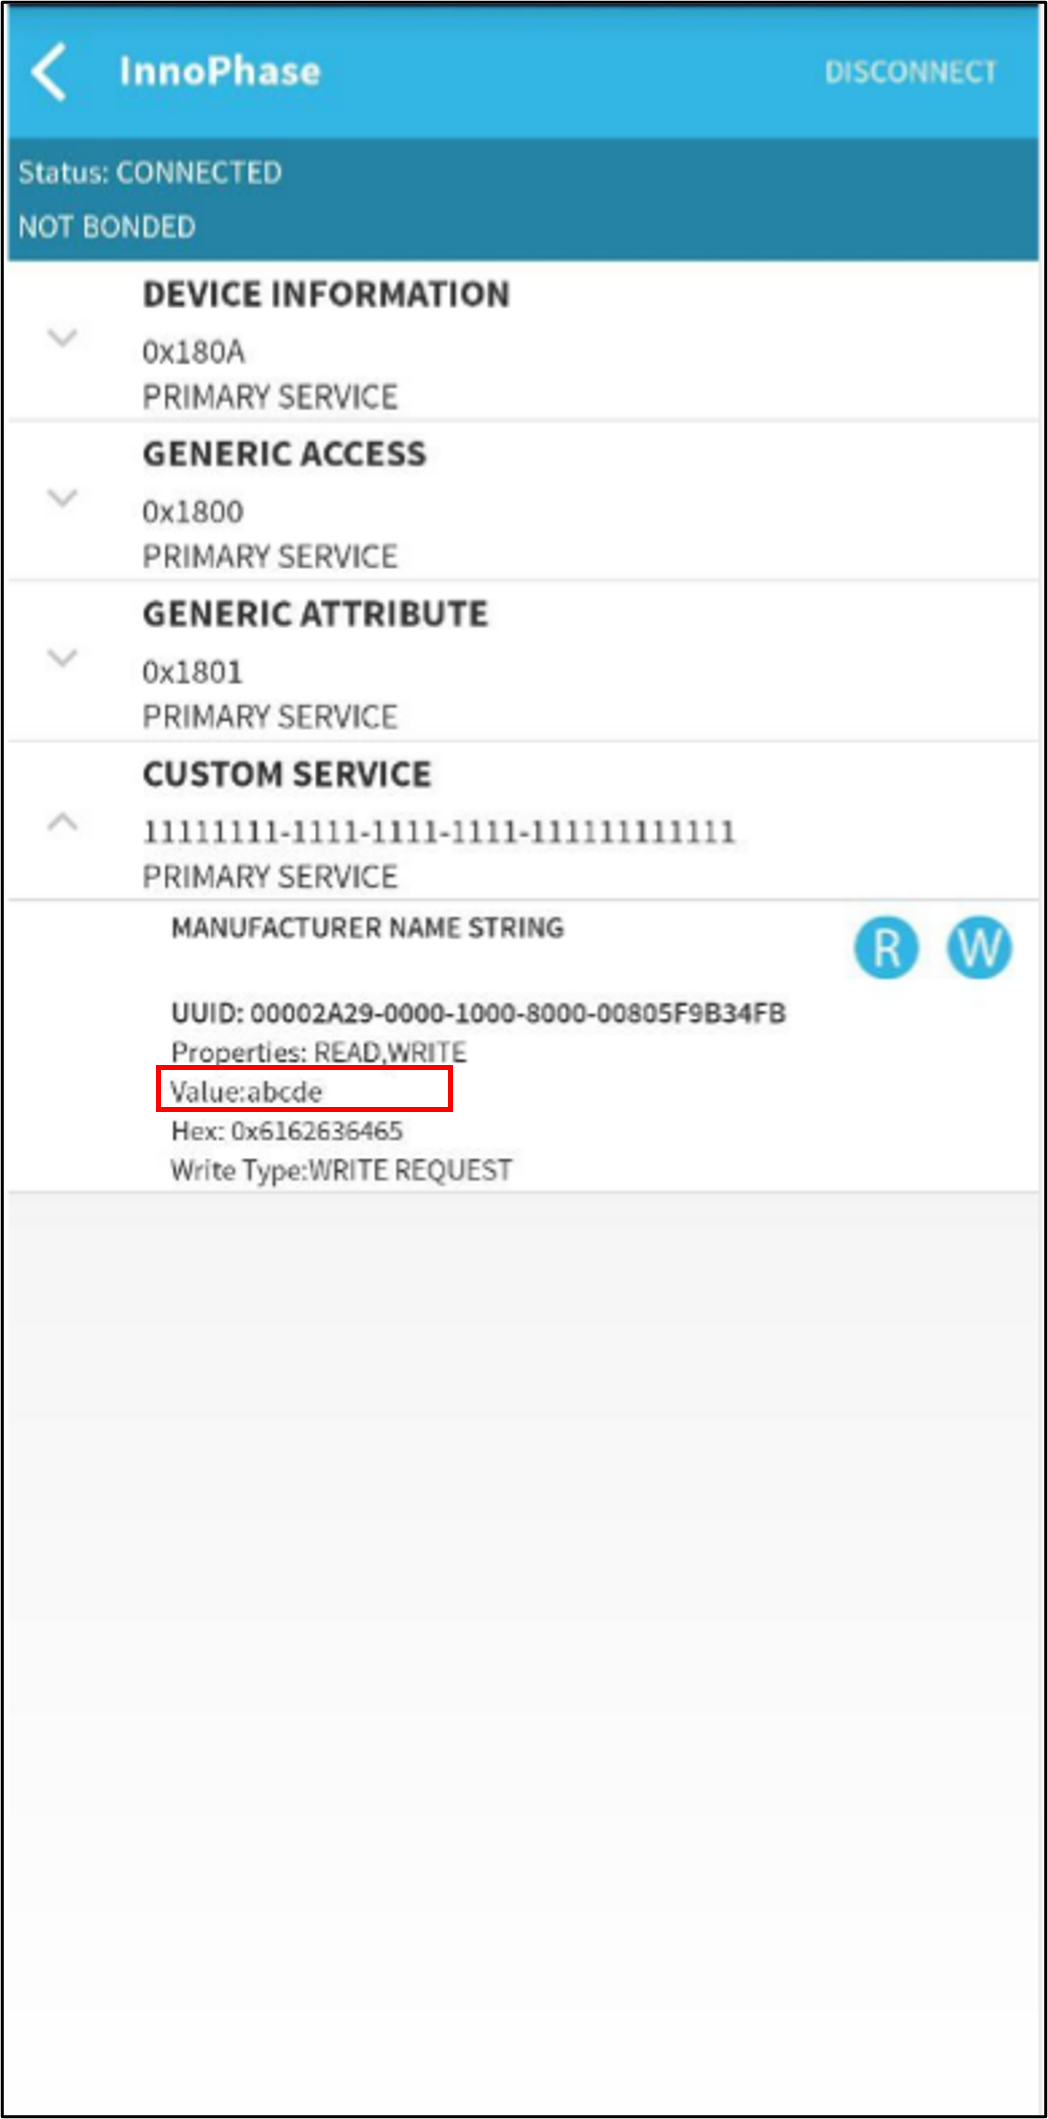 InnoPhase
DISCONNECT
Status: CONNECTED
NOT BONDED
DEVICE INFORMATION
0x180A
PRIMARY SERVICE
GENERIC ACCESS
0x1800
PRIMARY SERVICE
GENERIC ATTRIBUTE
0x1801
PRIMARY SERVICE
CUSTOM SERVICE
11111111-1111-1111-1111-111111111111
PRIMARY SERVICE
MANUFACTURER NAME STRING
R W
UUID: 00002A29-0000-1000-8000-00805F9B34FB
Properties: READ,WRITE
Value:abcde
Hex: 0x6162636465
Write Type:WRITE REQUEST